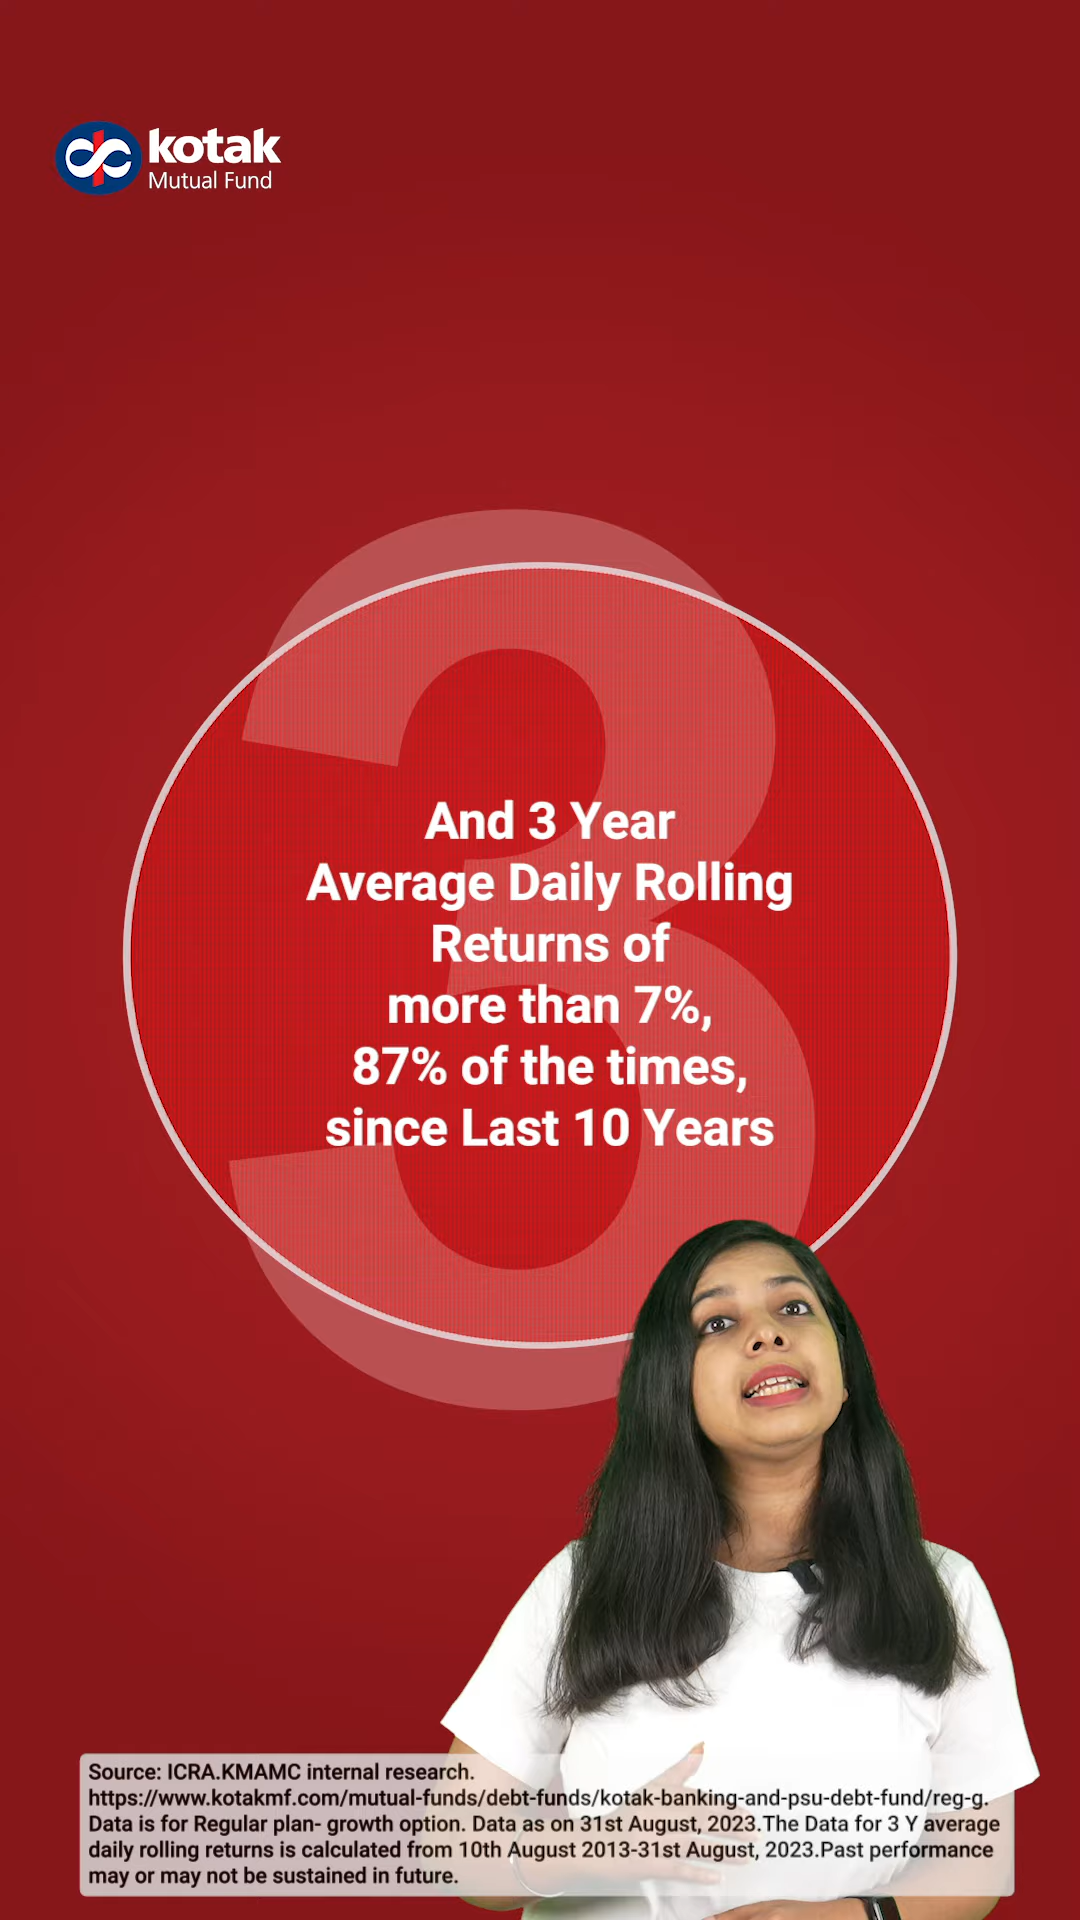 kotak
Mutual Fund
3
And 3 Year
Average Daily Rolling
Returns of
more than 7%,
87% of the times,
since Last 10 Years
Source: ICRA.KMAMC internal research.
https://www.kotakmf.com/mutual-funds/debt-funds/kotak-banking-and-psu-debt-fund/reg-g.
Data is for Regular plan- growth option. Data as on 31st August, 2023.The Data for 3 Y average
daily rolling returns is calculated from 10th August 2013-31st August, 2023.Past performance
may or may not be sustained in future.